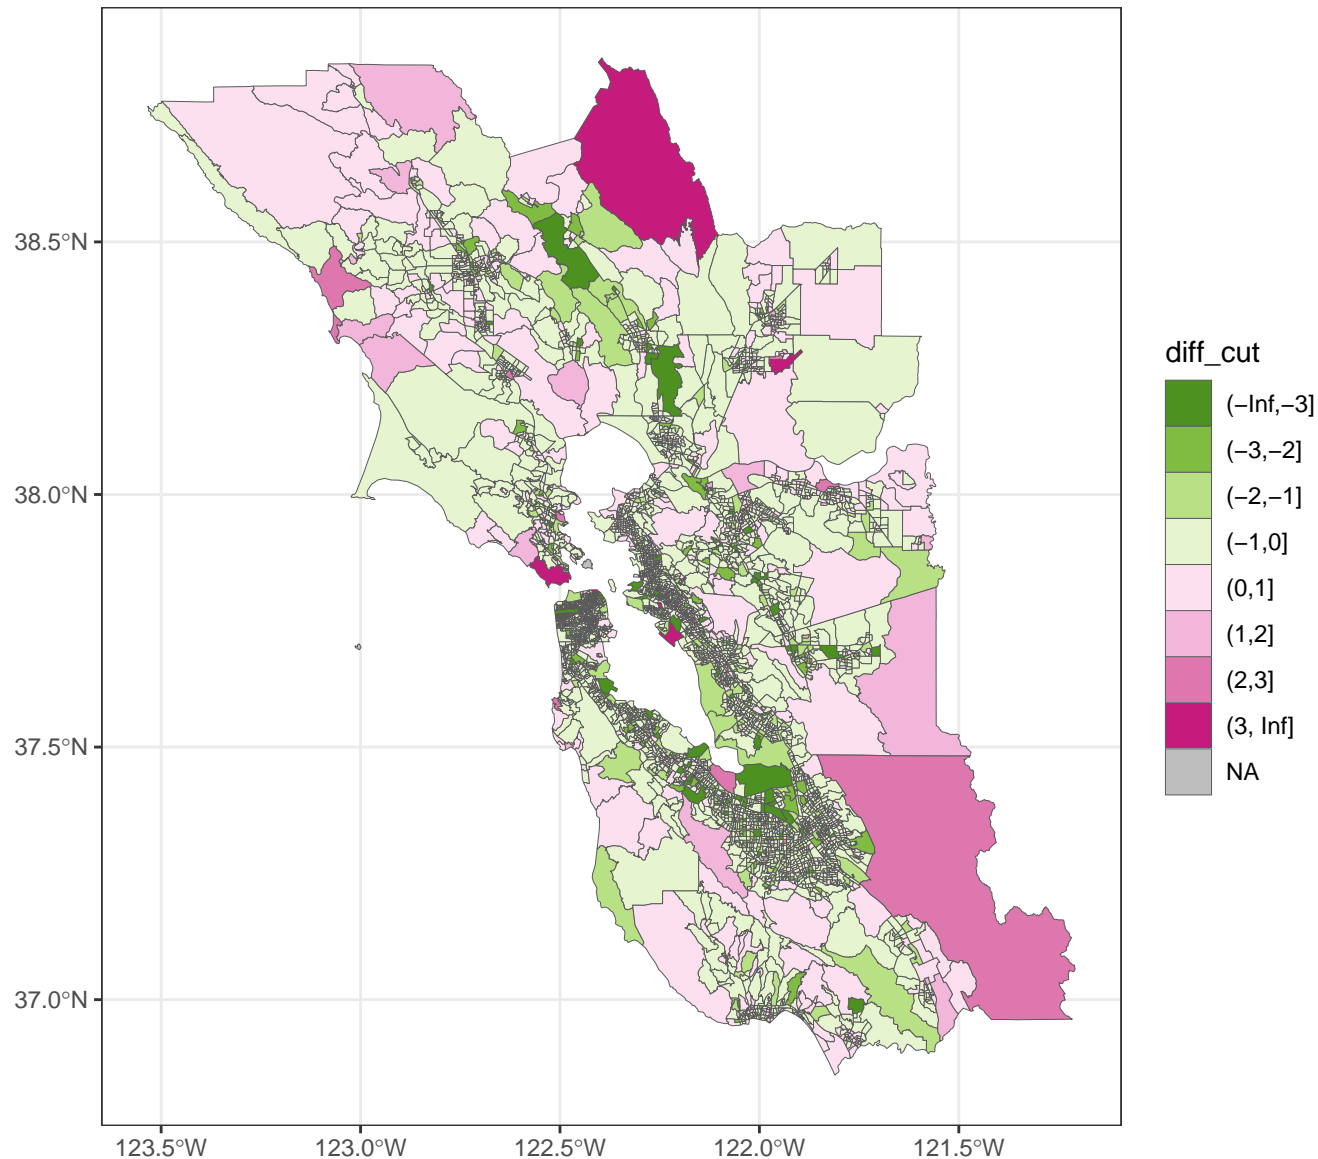 38.5°N
38.0°N
37.5°N
37.0°N
123.5°W
123.0°W
122.5°W
122.0°W
121.5°W
diff_cut
(−Inf,−3]
(−3,−2]
(−2,−1]
(−1,0]
(0,1]
(1,2]
(2,3]
(3, Inf]
NA